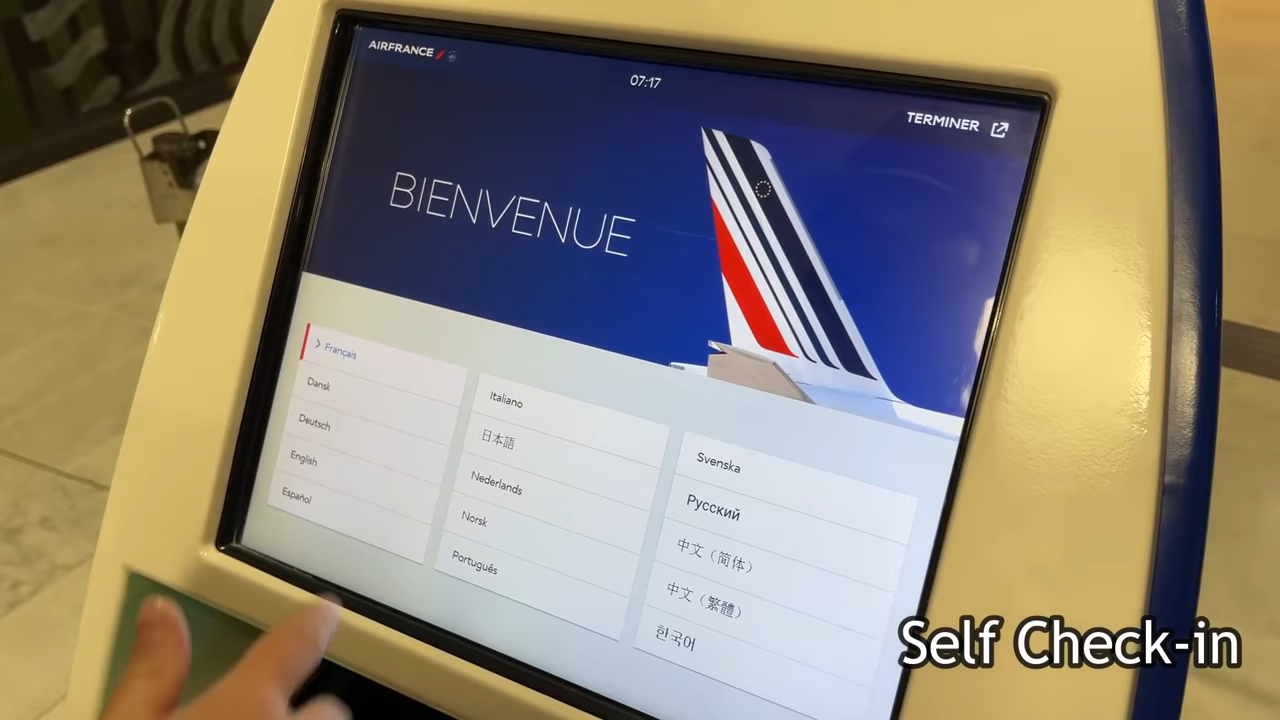 AIRFRANCE
07:17
TERMINER
BIENVENUE
Français
Dansk
Deutsch
English
Español
Italiano
日本語
Nederlands
Norsk
Português
Svenska
Русский
中文（简体）
中文（繁體）
한국어
Self Check-in